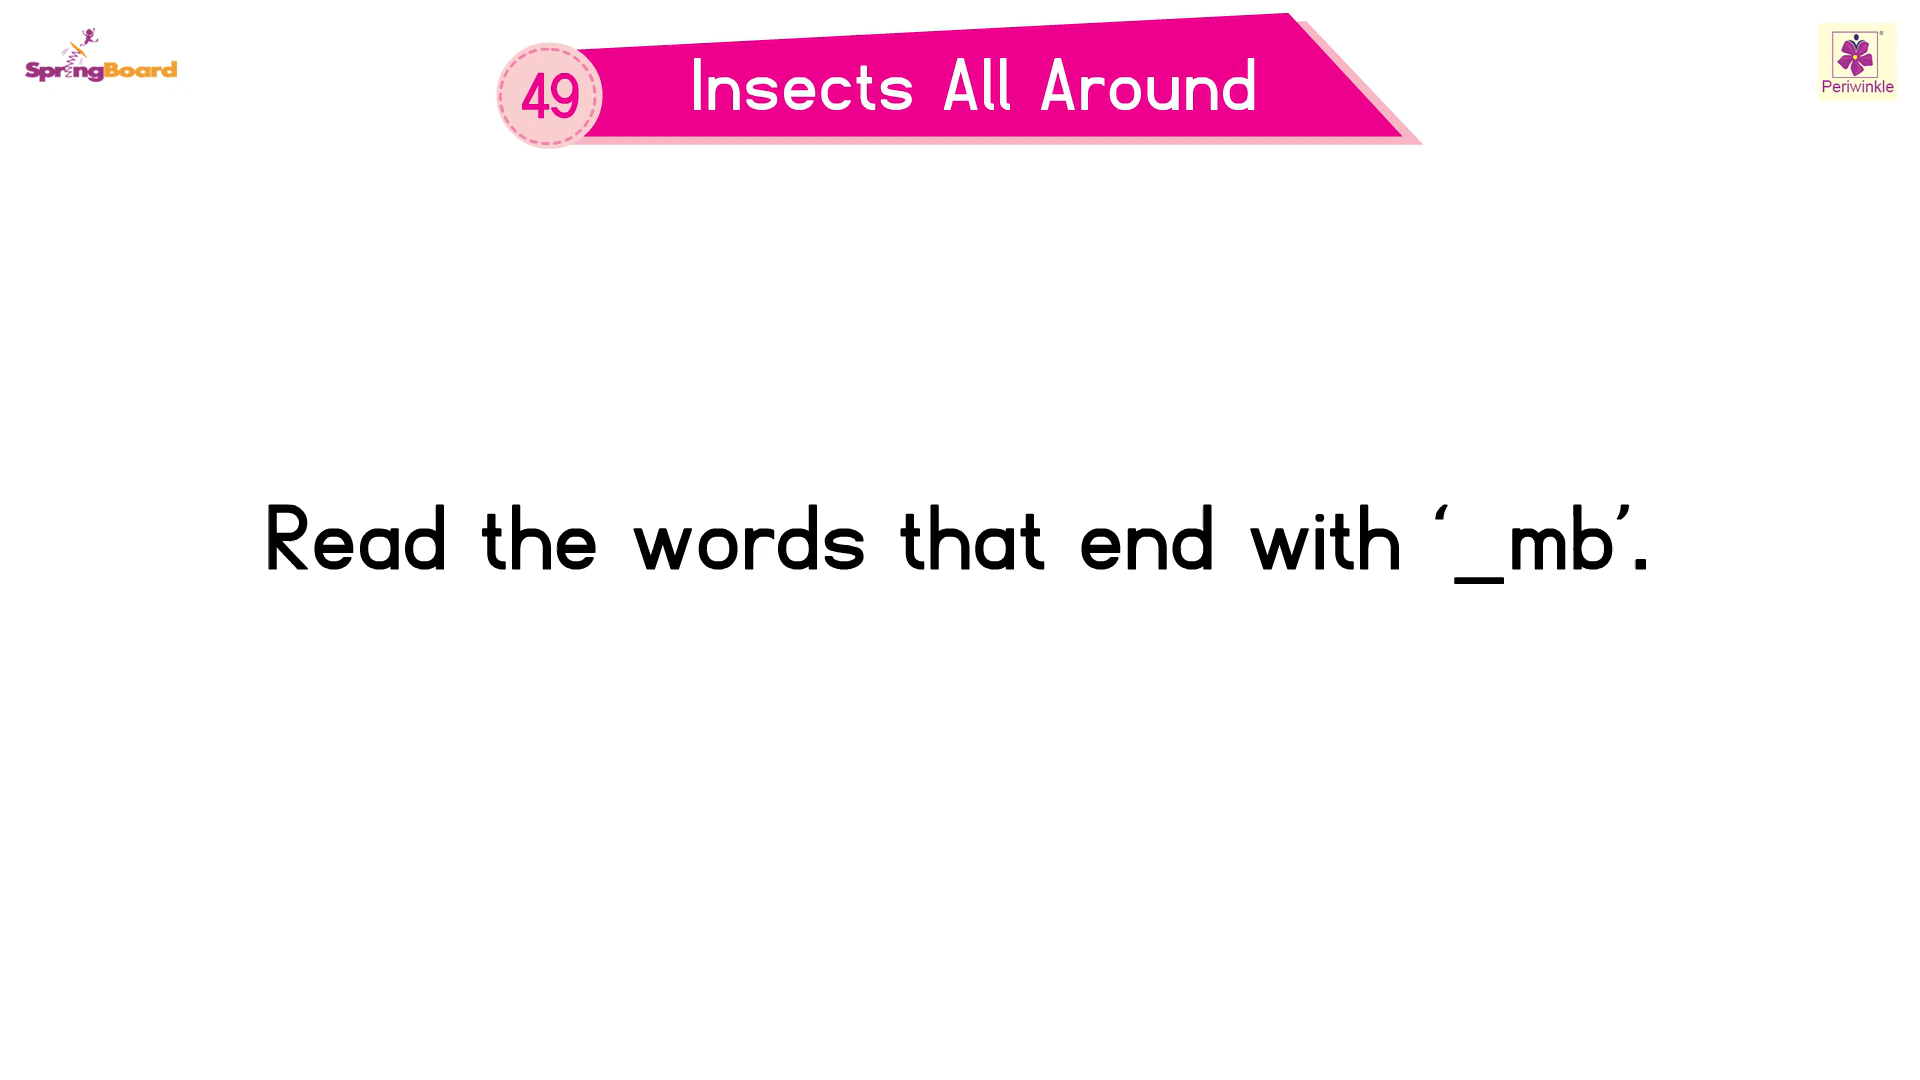 SpringBoard
49 Insects All Around
Periwinkle
Read the words that end with ‘_mb’.